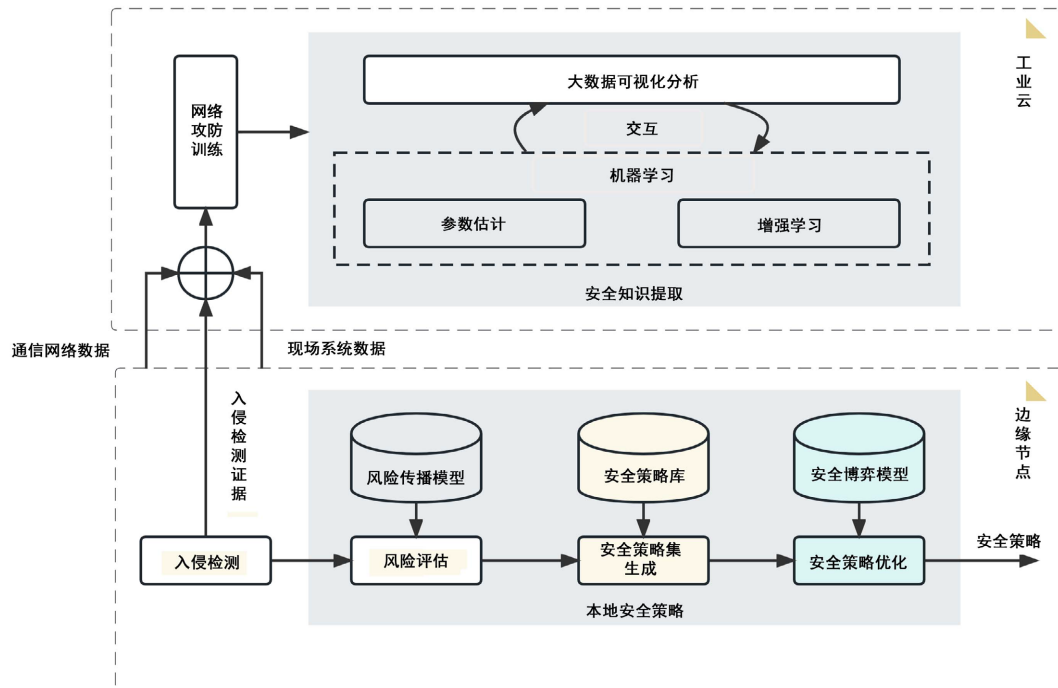 工业云
网络
攻防
训练
大数据可视化分析
交互
机器学习
参数估计
增强学习
安全知识提取
通信网络数据
现场系统数据
入侵检测证据
边缘节点
风险传播模型
安全策略库
安全博弈模型
入侵检测
风险评估
安全策略集
生成
安全策略优化
安全策略
本地安全策略